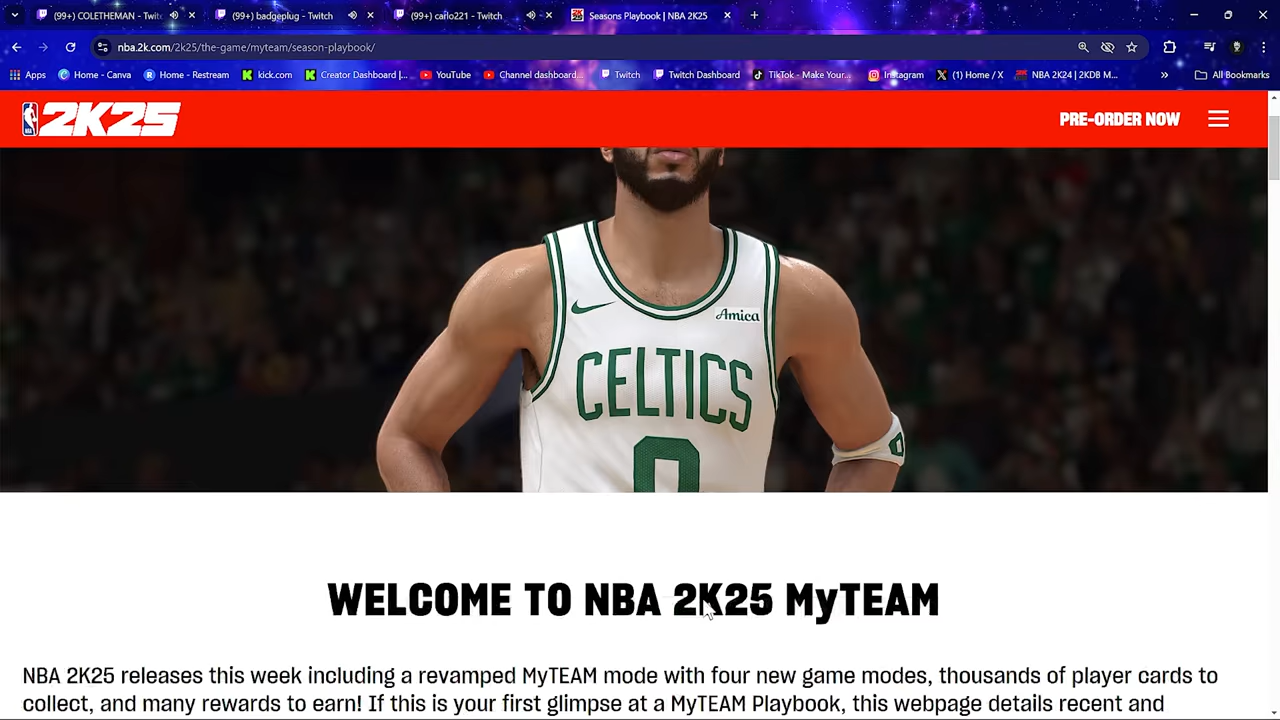 (99+) COLETHEMAN - Twitc
(99+) badgeplug - Twitch
(99+) carlo221 - Twitch
Seasons Playbook | NBA 2K25
nba.2k.com/2k25/the-game/myteam/season-playbook/
Apps
Home - Canva
Home - Restream
kick.com
Creator Dashboard |...
YouTube
Channel dashboard...
Twitch
Twitch Dashboard
TikTok - Make Your...
Instagram
(1) Home / X
NBA 2K24 | 2KDB M...
»
All Bookmarks
2K25
PRE-ORDER NOW
Amica
CELTICS
0
WELCOME TO NBA 2K25 MyTEAM
NBA 2K25 releases this week including a revamped MyTEAM mode with four new game modes, thousands of player cards to
collect, and many rewards to earn! If this is your first glimpse at a MyTEAM Playbook, this webpage details recent and